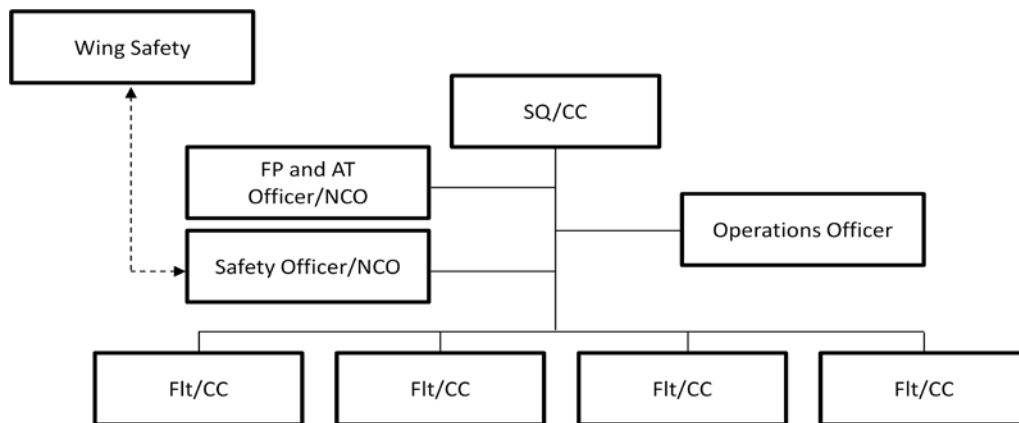 Wing Safety
SQ/CC
FP and AT
Officer/NCO
Operations Officer
Safety Officer/NCO
Flt/CC
Flt/CC
Flt/CC
Flt/CC